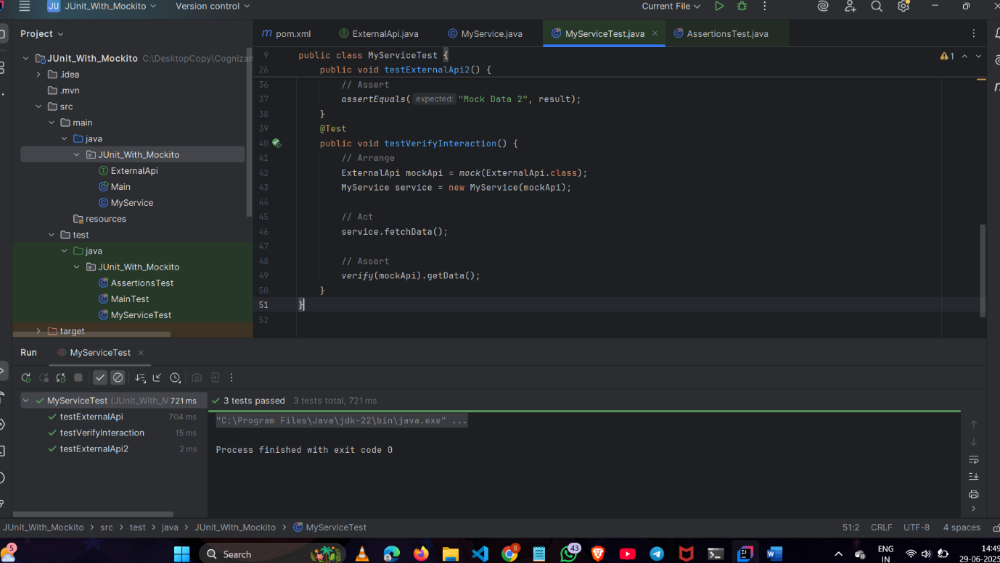 JU JUnit_With_Mockito Version control Current File
Project
pom.xml ExternalApi.java MyService.java MyServiceTest.java AssertionsTest.java
JUnit_With_Mockito C:\DesktopCopy\Cognizan
.idea
.mvn
src
main
java
JUnit_With_Mockito
ExternalApi
Main
MyService
resources
test
java
JUnit_With_Mockito
AssertionsTest
MainTest
MyServiceTest
target
9 public class MyServiceTest {
1
26 public void testExternalApi2() {
36 // Assert
37 assertEquals( expected: "Mock Data 2", result);
38 }
39 @Test
40 public void testVerifyInteraction() {
41 // Arrange
42 ExternalApi mockApi = mock(ExternalApi.class);
43 MyService service = new MyService(mockApi);
44
45 // Act
46 service.fetchData();
47
48 // Assert
49 verify(mockApi).getData();
50 }
51 }
52
Run MyServiceTest
MyServiceTest (JUnit_With_M 721 ms
testExternalApi 704 ms
testVerifyInteraction 15 ms
testExternalApi2 2 ms
3 tests passed 3 tests total, 721 ms
"C:\Program Files\Java\jdk-22\bin\java.exe" ...
Process finished with exit code 0
JUnit_With_Mockito > src > test > java > JUnit_With_Mockito > MyServiceTest 51:2 CRLF UTF-8 4 spaces
5 Search S 43 W ENG 14:49
IN 29-06-2025